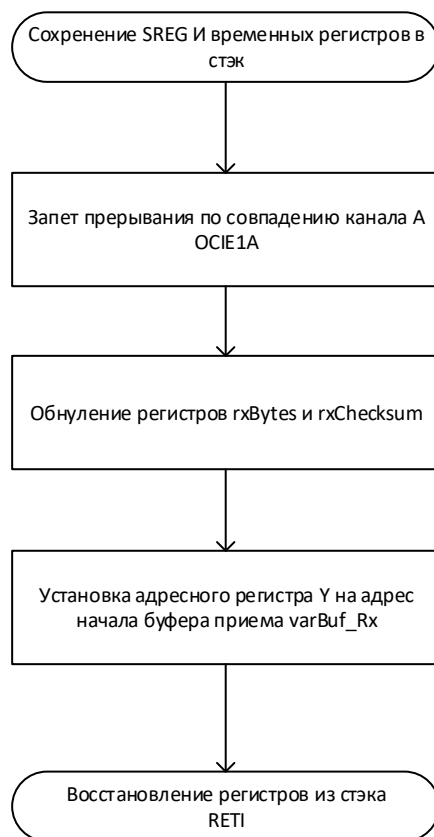 Сохренение SREG И временных регистров в
стэк
Запет прерывания по совпадению канала А
OCIE1A
Обнуление регистров rxBytes и rxChecksum
Установка адресного регистра Y на адрес
начала буфера приема varBuf_Rx
Восстановление регистров из стэка
RETI